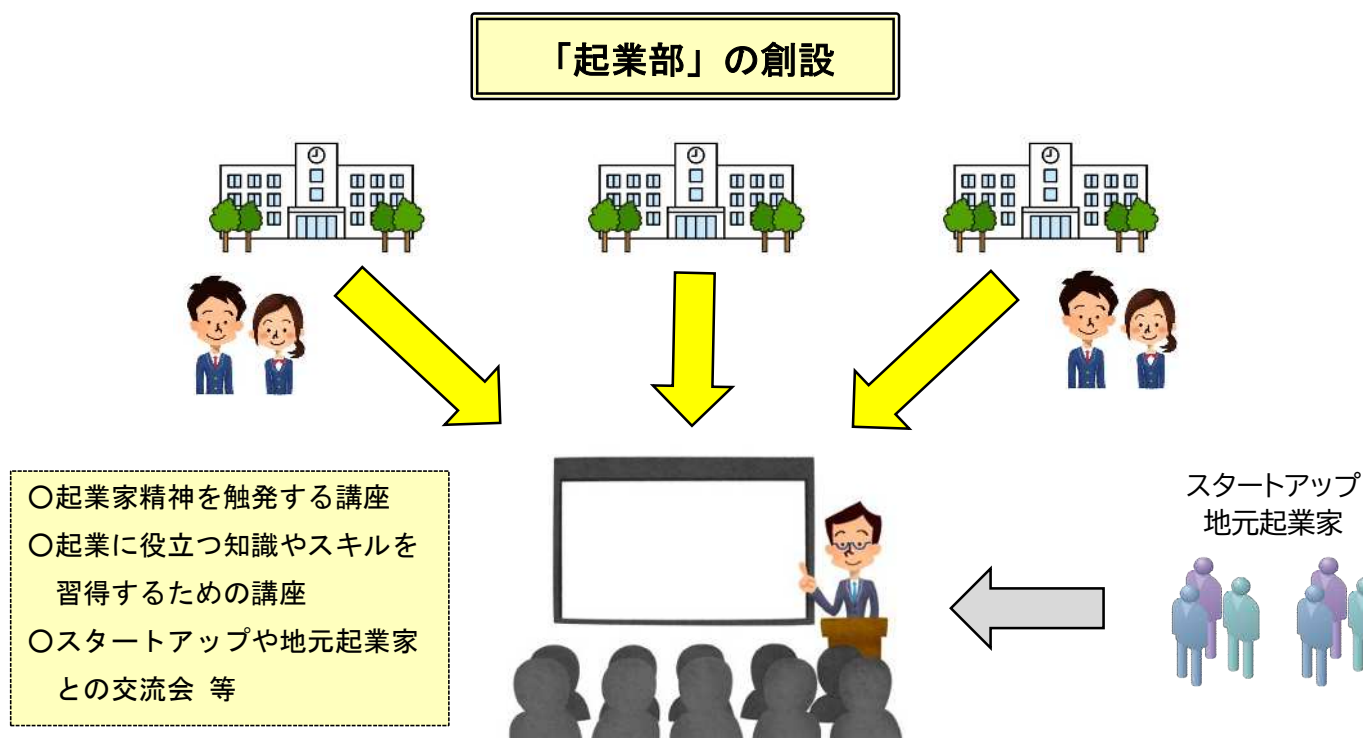 「起業部」の創設
〇起業家精神を触発する講座
〇起業に役立つ知識やスキルを
習得するための講座
〇スタートアップや地元起業家
との交流会 等
スタートアップ
地元起業家